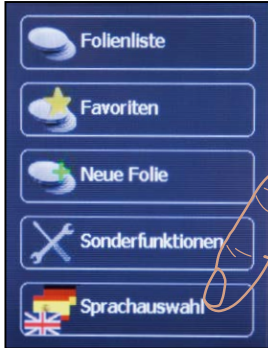 Folienliste
Favoriten
Neue Folie
Sonderfunktionen
Sprachauswahl